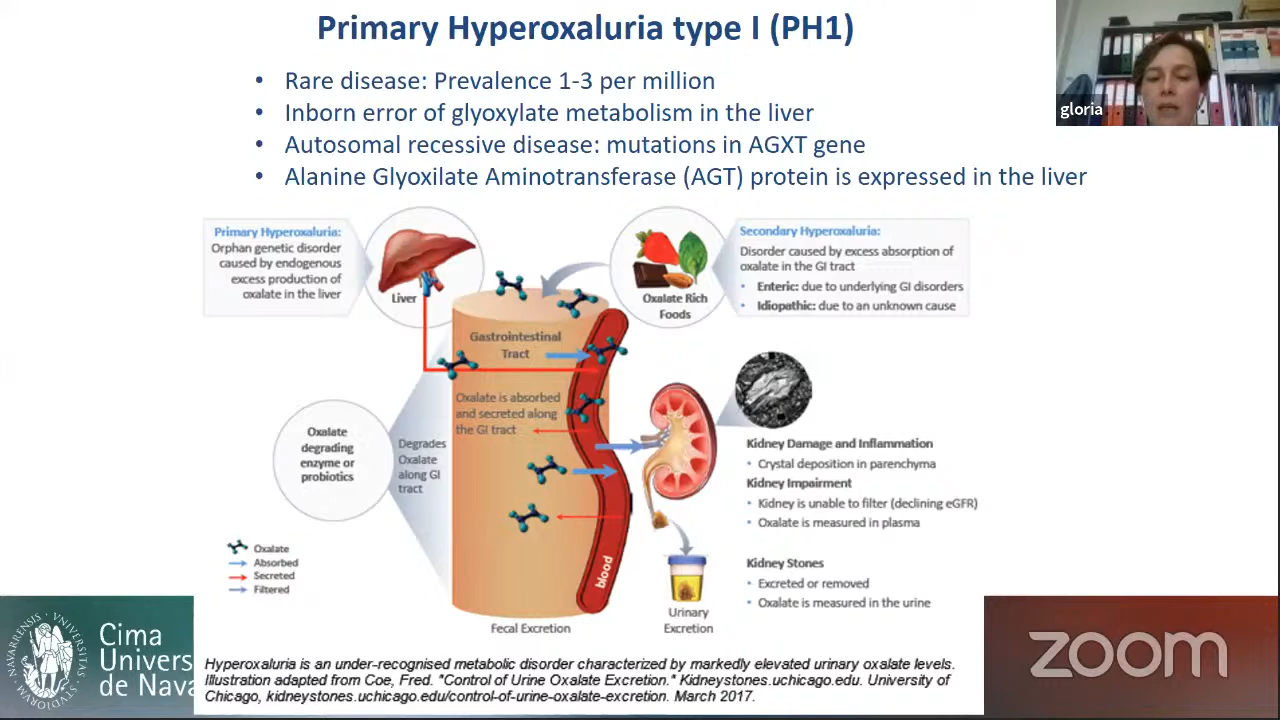 Primary Hyperoxaluria type I (PH1)
• Rare disease: Prevalence 1-3 per million
• Inborn error of glyoxylate metabolism in the liver
• Autosomal recessive disease: mutations in AGXT gene
• Alanine Glyoxilate Aminotransferase (AGT) protein is expressed in the liver
gloria
Primary Hyperoxaluria:
Orphan genetic disorder
caused by endogenous
excess production of
oxalate in the liver
Liver
Oxalate Rich
Foods
Secondary Hyperoxaluria:
Disorder caused by excess absorption of
oxalate in the GI tract
• Enteric: due to underlying GI disorders
• Idiopathic: due to an unknown cause
Gastrointestinal
Tract
Oxalate is absorbed
and secreted along
the GI tract
Oxalate
degrading
enzyme or
probiotics
Degrades
Oxalate
along GI
tract
Kidney Damage and Inflammation
• Crystal deposition in parenchyma
Kidney Impairment
• Kidney is unable to filter (declining eGFR)
• Oxalate is measured in plasma
Kidney Stones
• Excreted or removed
• Oxalate is measured in the urine
Oxalate
Absorbed
Secreted
Filtered
blood
Fecal Excretion
Urinary
Excretion
Cima
Univers
de Nava
NAVARRENSIS · VNIVERSITAS
STVDIORVM
zoom
Hyperoxaluria is an under-recognised metabolic disorder characterized by markedly elevated urinary oxalate levels.
Illustration adapted from Coe, Fred. "Control of Urine Oxalate Excretion." Kidneystones.uchicago.edu. University of
Chicago, kidneystones.uchicago.edu/control-of-urine-oxalate-excretion. March 2017.